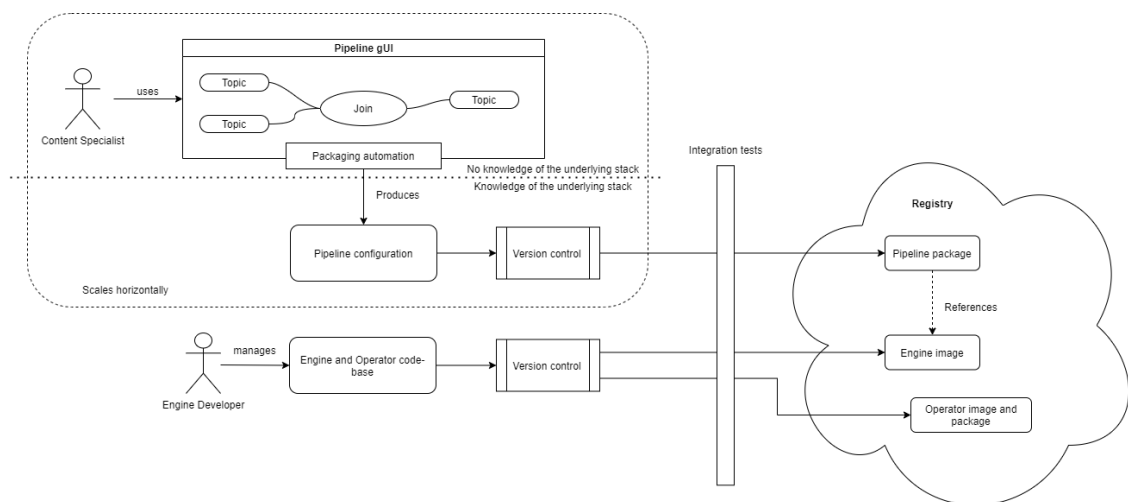 Pipeline gUI
Topic
Topic
Join
Topic
uses
Content Specialist
Packaging automation
No knowledge of the underlying stack
Knowledge of the underlying stack
Integration tests
Produces
Registry
Pipeline configuration
Version control
Pipeline package
Scales horizontally
References
manages
Engine and Operator code-
base
Version control
Engine image
Engine Developer
Operator image and
package